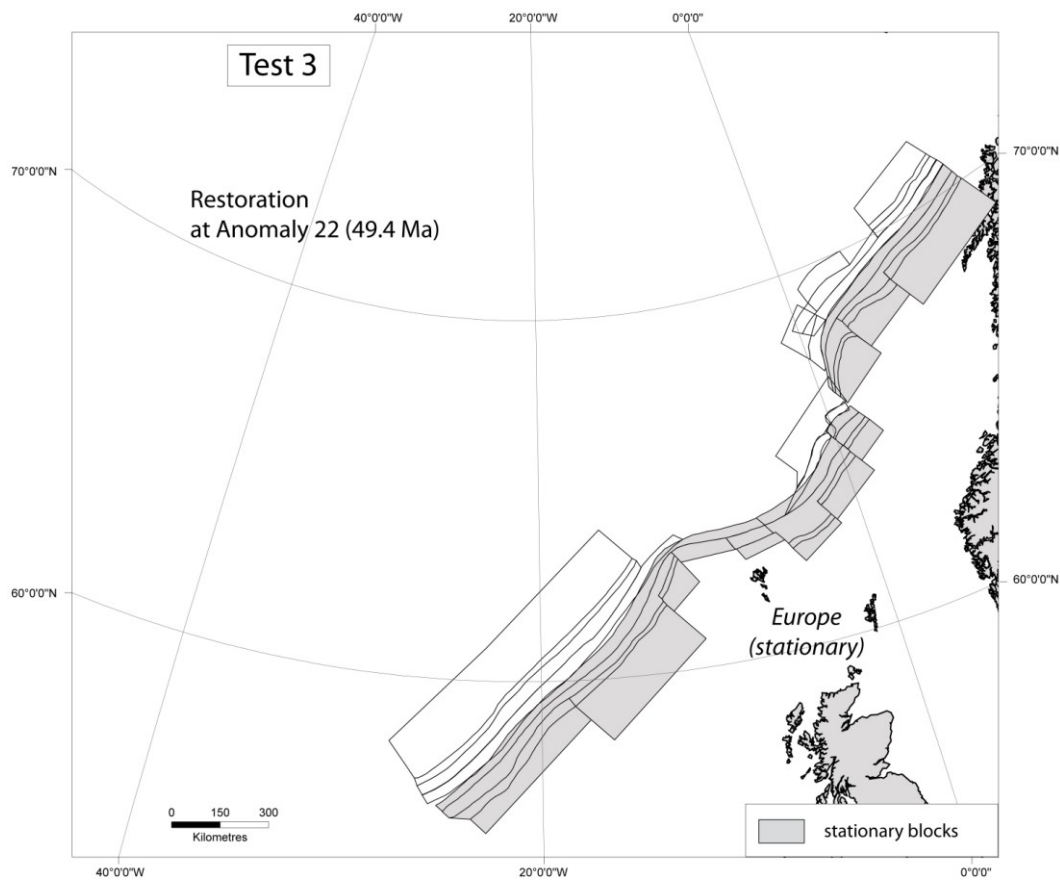 40°0'0"W 20°0'0"W 0°0'0"
Test 3
70°0'0"N 70°0'0"N
Restoration
at Anomaly 22 (49.4 Ma)
60°0'0"N 60°0'0"N
Europe
(stationary)
0 150 300
Kilometres
stationary blocks
40°0'0"W 20°0'0"W 0°0'0"W